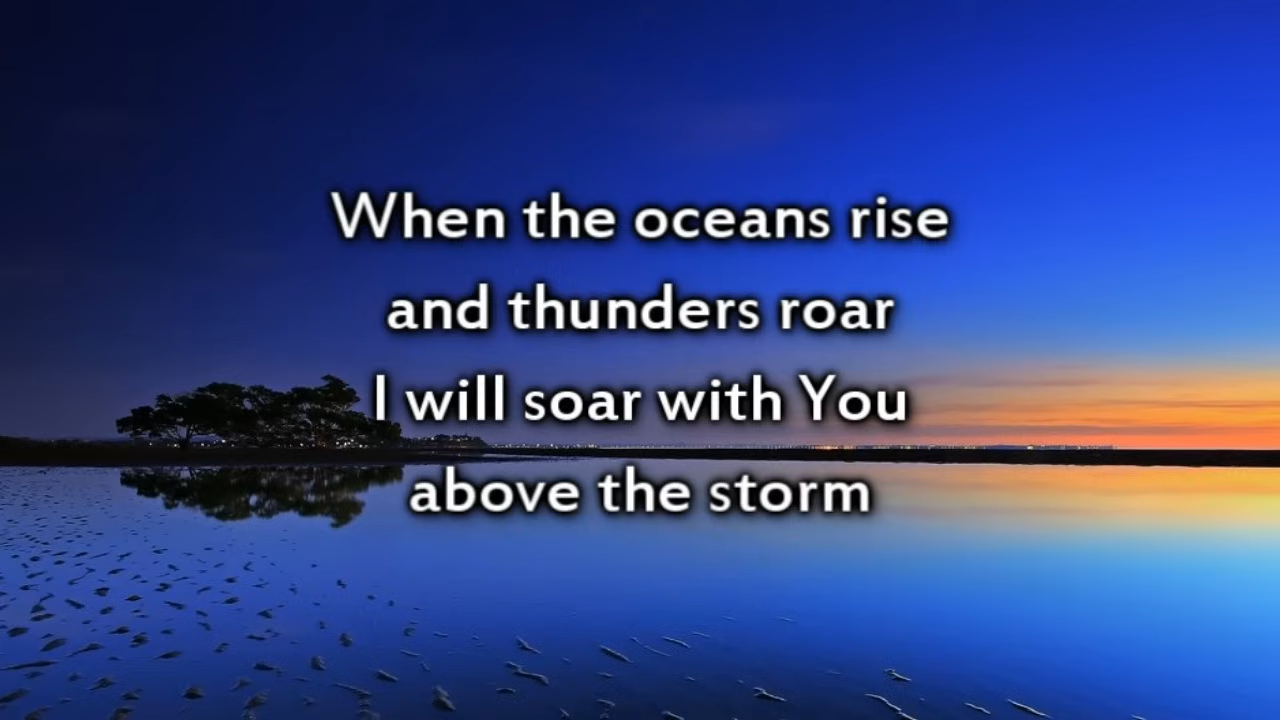 When the oceans rise
and thunders roar
I will soar with You
above the storm